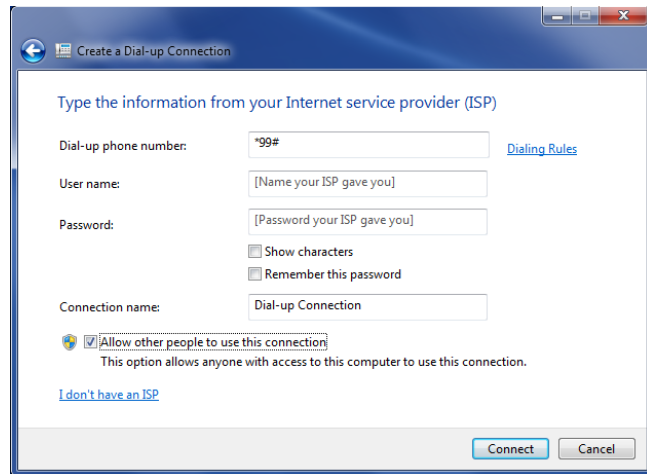 Create a Dial-up Connection
Type the information from your Internet service provider (ISP)
Dial-up phone number: *99# Dialing Rules
User name: [Name your ISP gave you]
Password: [Password your ISP gave you]
Show characters
Remember this password
Connection name: Dial-up Connection
Allow other people to use this connection
This option allows anyone with access to this computer to use this connection.
I don't have an ISP
Connect Cancel